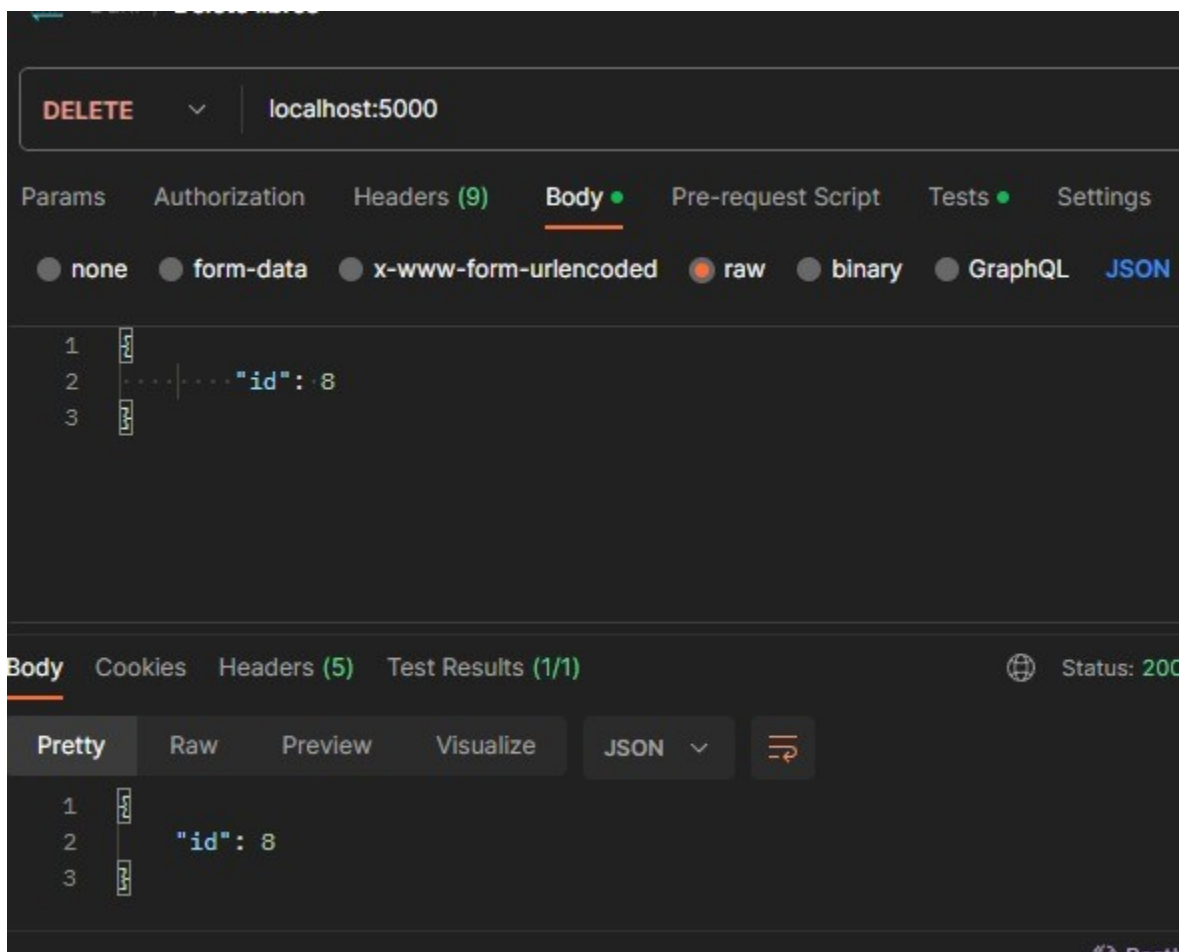 DELETE localhost:5000
Params Authorization Headers (9) Body Pre-request Script Tests Settings
none form-data x-www-form-urlencoded raw binary GraphQL JSON
1 {
2 "id": 8
3 }
Body Cookies Headers (5) Test Results (1/1) Status: 200
Pretty Raw Preview Visualize JSON
1 {
2 "id": 8
3 }